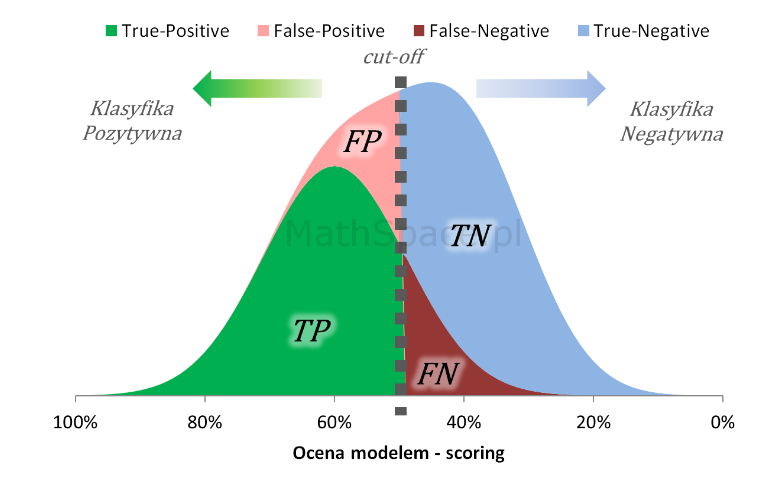 True-Positive False-Positive False-Negative True-Negative
cut-off
Klasyfika
Pozytywna
Klasyfika
Negatywna
FP
MathSpace.pl
TN
TP
FN
100% 80% 60% 40% 20% 0%
Ocena modelem - scoring